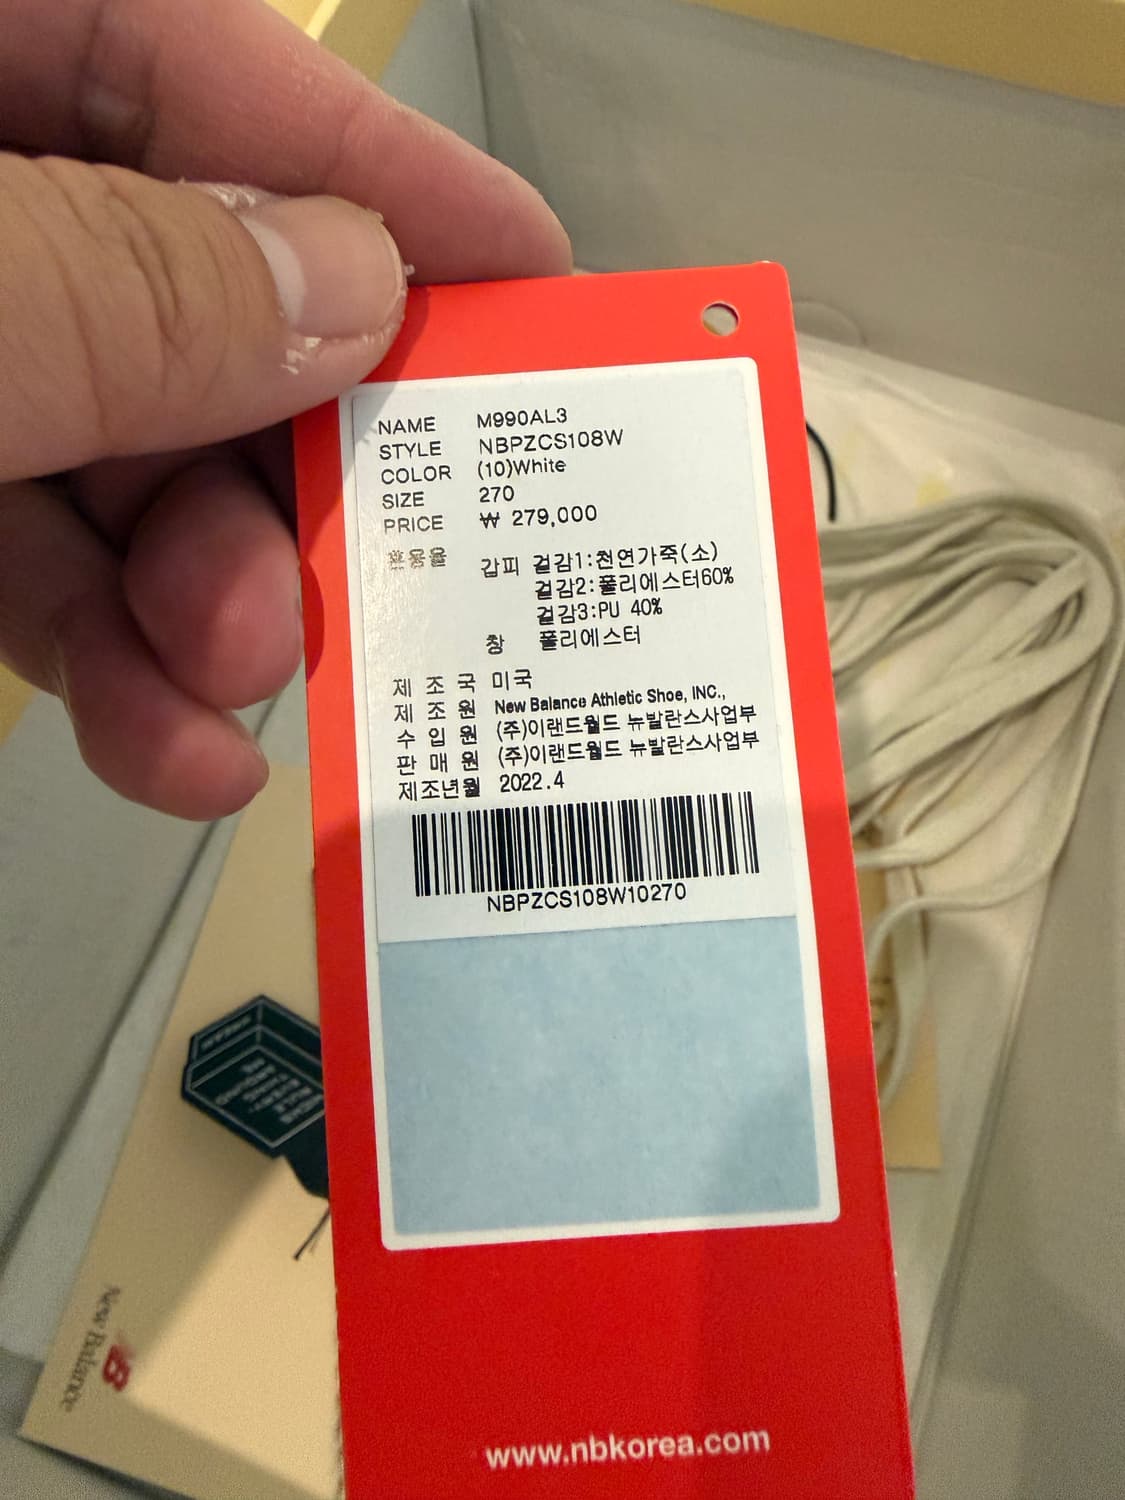 NAME M990AL3
STYLE NBPZCS108W
COLOR (10)White
SIZE 270
PRICE ₩ 279,000
혼용율 갑피 겉감1:천연가죽(소)
겉감2:폴리에스터60%
겉감3:PU 40%
창 폴리에스터
제 조 국 미국
제 조 원 New Balance Athletic Shoe, INC.,
수 입 원 (주)이랜드월드 뉴발란스사업부
판 매 원 (주)이랜드월드 뉴발란스사업부
제조년월 2022.4
NBPZCS108W10270
www.nbkorea.com
New Balance